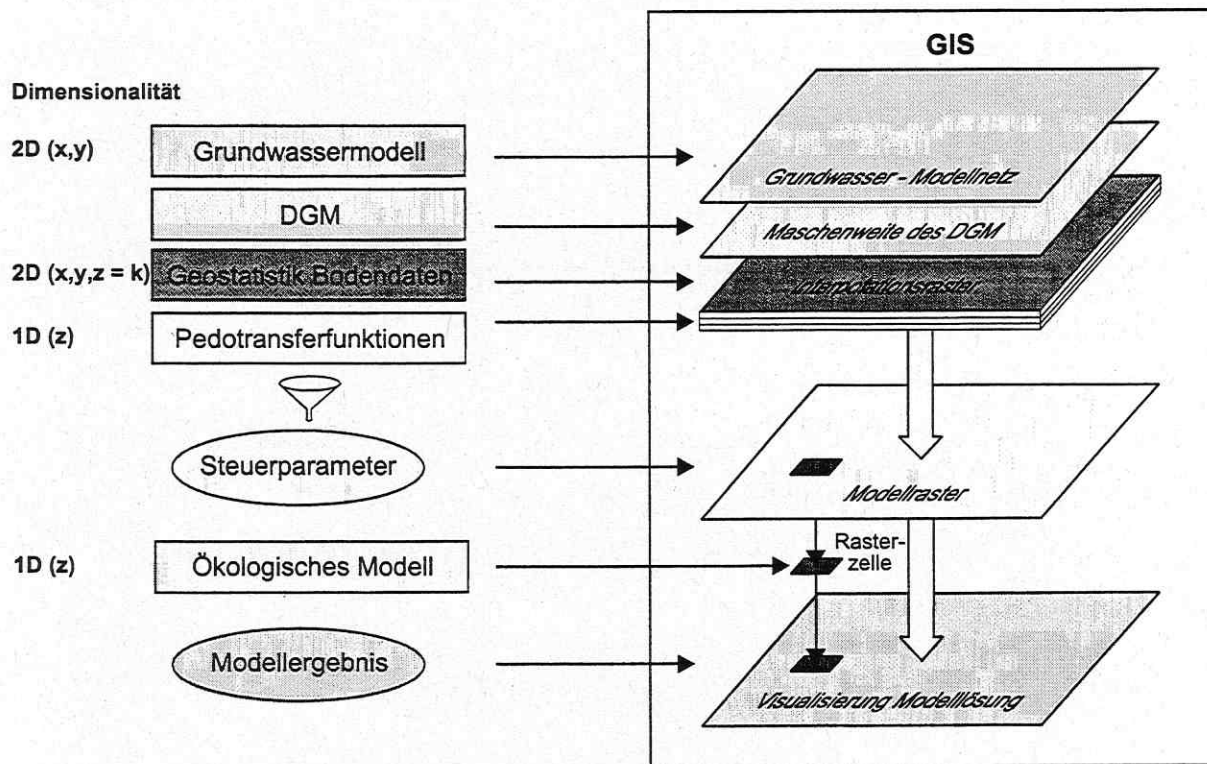 GIS
Dimensionalität
2D (x,y)
Grundwassermodell
Grundwasser - Modellnetz
DGM
Maschenweite des DGM
2D (x,y,z = k)
Geostatistik Bodendaten
Interpolationsraster
1D (z)
Pedotransferfunktionen
Steuerparameter
Modellraster
Raster-
zelle
1D (z)
Ökologisches Modell
Modellergebnis
Visualisierung Modelllösung